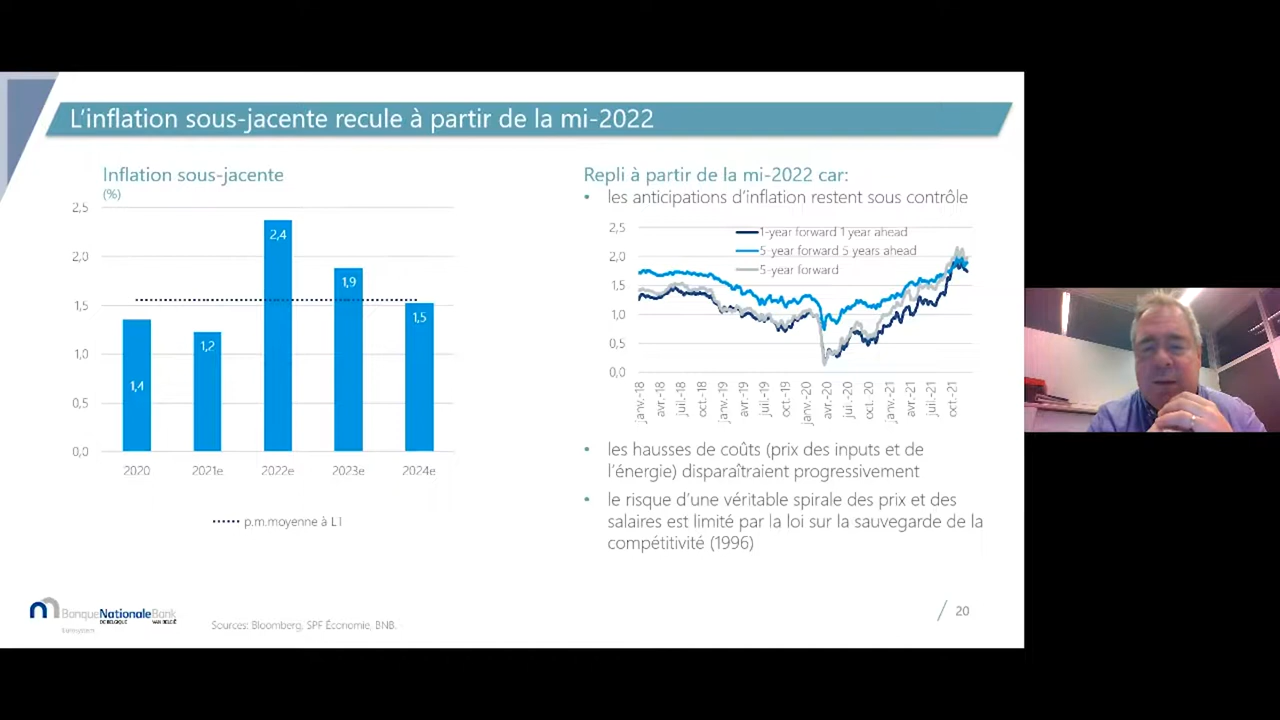 L'inflation sous-jacente recule à partir de la mi-2022
Inflation sous-jacente
(%)
2,5
2,0
1,5
1,0
0,5
0,0
1,4
1,2
2,4
1,9
1,5
2020
2021e
2022e
2023e
2024e
p.m.moyenne à LT
Repli à partir de la mi-2022 car:
• les anticipations d'inflation restent sous contrôle
2,5
2,0
1,5
1,0
0,5
0,0
1-year forward 1 year ahead
5-year forward 5 years ahead
5-year forward
janv.-18
avr.-18
juil.-18
oct.-18
janv.-19
avr.-19
juil.-19
oct.-19
janv.-20
avr.-20
juil.-20
oct.-20
janv.-21
avr.-21
juil.-21
oct.-21
• les hausses de coûts (prix des inputs et de
l'énergie) disparaîtraient progressivement
• le risque d'une véritable spirale des prix et des
salaires est limité par la loi sur la sauvegarde de la
compétitivité (1996)
BanqueNationaleBank
DE BELGIQUE VAN BELGIË
Eurosystem
Sources: Bloomberg, SPF Économie, BNB.
20